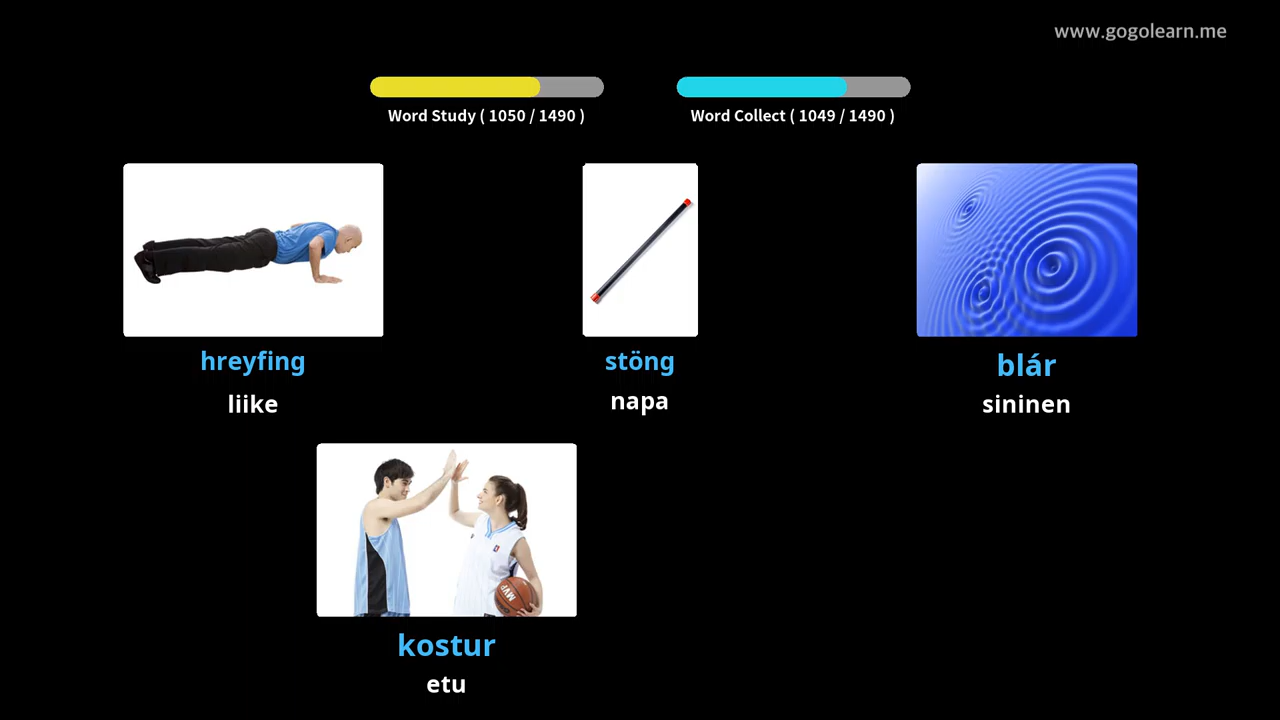 www.gogolearn.me
Word Study ( 1050 / 1490 )
Word Collect ( 1049 / 1490 )
hreyfing
liike
stöng
napa
blár
sininen
MVP
kostur
etu